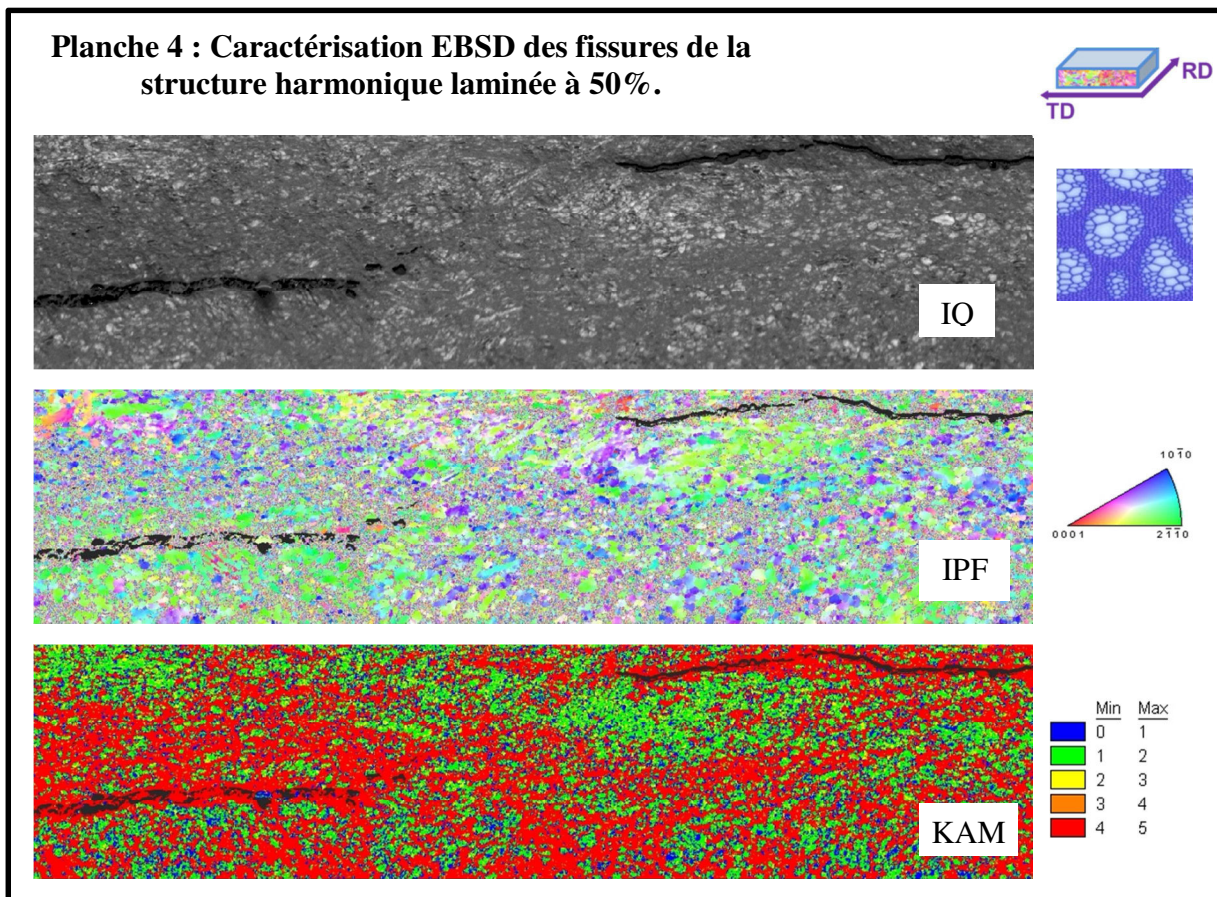 Planche 4 : Caractérisation EBSD des fissures de la
structure harmonique laminée à 50%.
RD
TD
IQ
IPF
101̄0
0001
21̄1̄0
KAM
Min Max
0 1
1 2
2 3
3 4
4 5